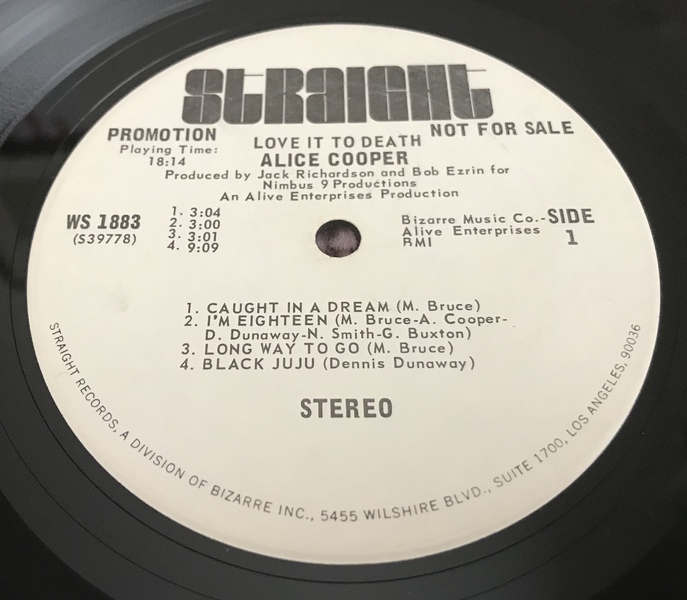 STRAIGHT
PROMOTION
NOT FOR SALE
Playing Time:
18:14
LOVE IT TO DEATH
ALICE COOPER
Produced by Jack Richardson and Bob Ezrin for
Nimbus 9 Productions
An Alive Enterprises Production
WS 1883
(S39778)
1. 3:04
2. 3:00
3. 3:01
4. 9:09
Bizarre Music Co.-
Alive Enterprises
BMI
SIDE
1
1. CAUGHT IN A DREAM (M. Bruce)
2. I'M EIGHTEEN (M. Bruce-A. Cooper-
D. Dunaway-N. Smith-G. Buxton)
3. LONG WAY TO GO (M. Bruce)
4. BLACK JUJU (Dennis Dunaway)
STEREO
STRAIGHT RECORDS, A DIVISION OF BIZARRE INC., 5455 WILSHIRE BLVD., SUITE 1700, LOS ANGELES, 90036